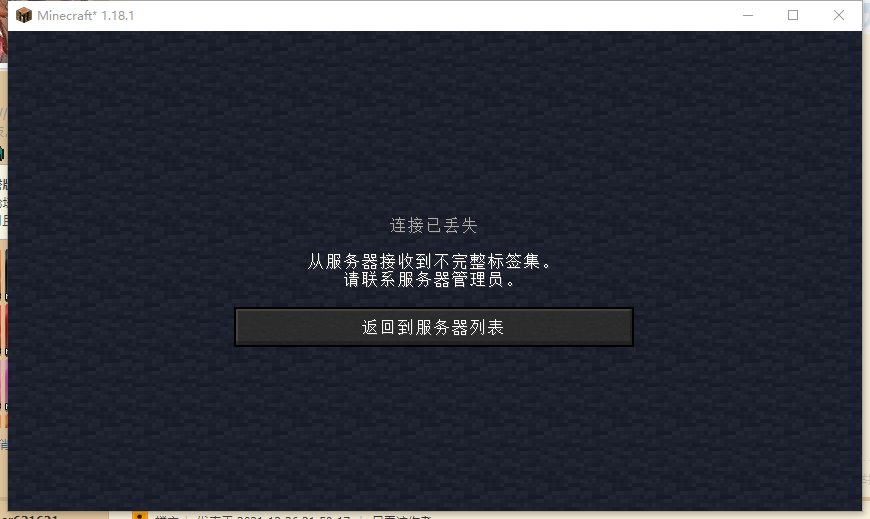 Minecraft* 1.18.1
连接已丢失
从服务器接收到不完整标签集。
请联系服务器管理员。
返回到服务器列表